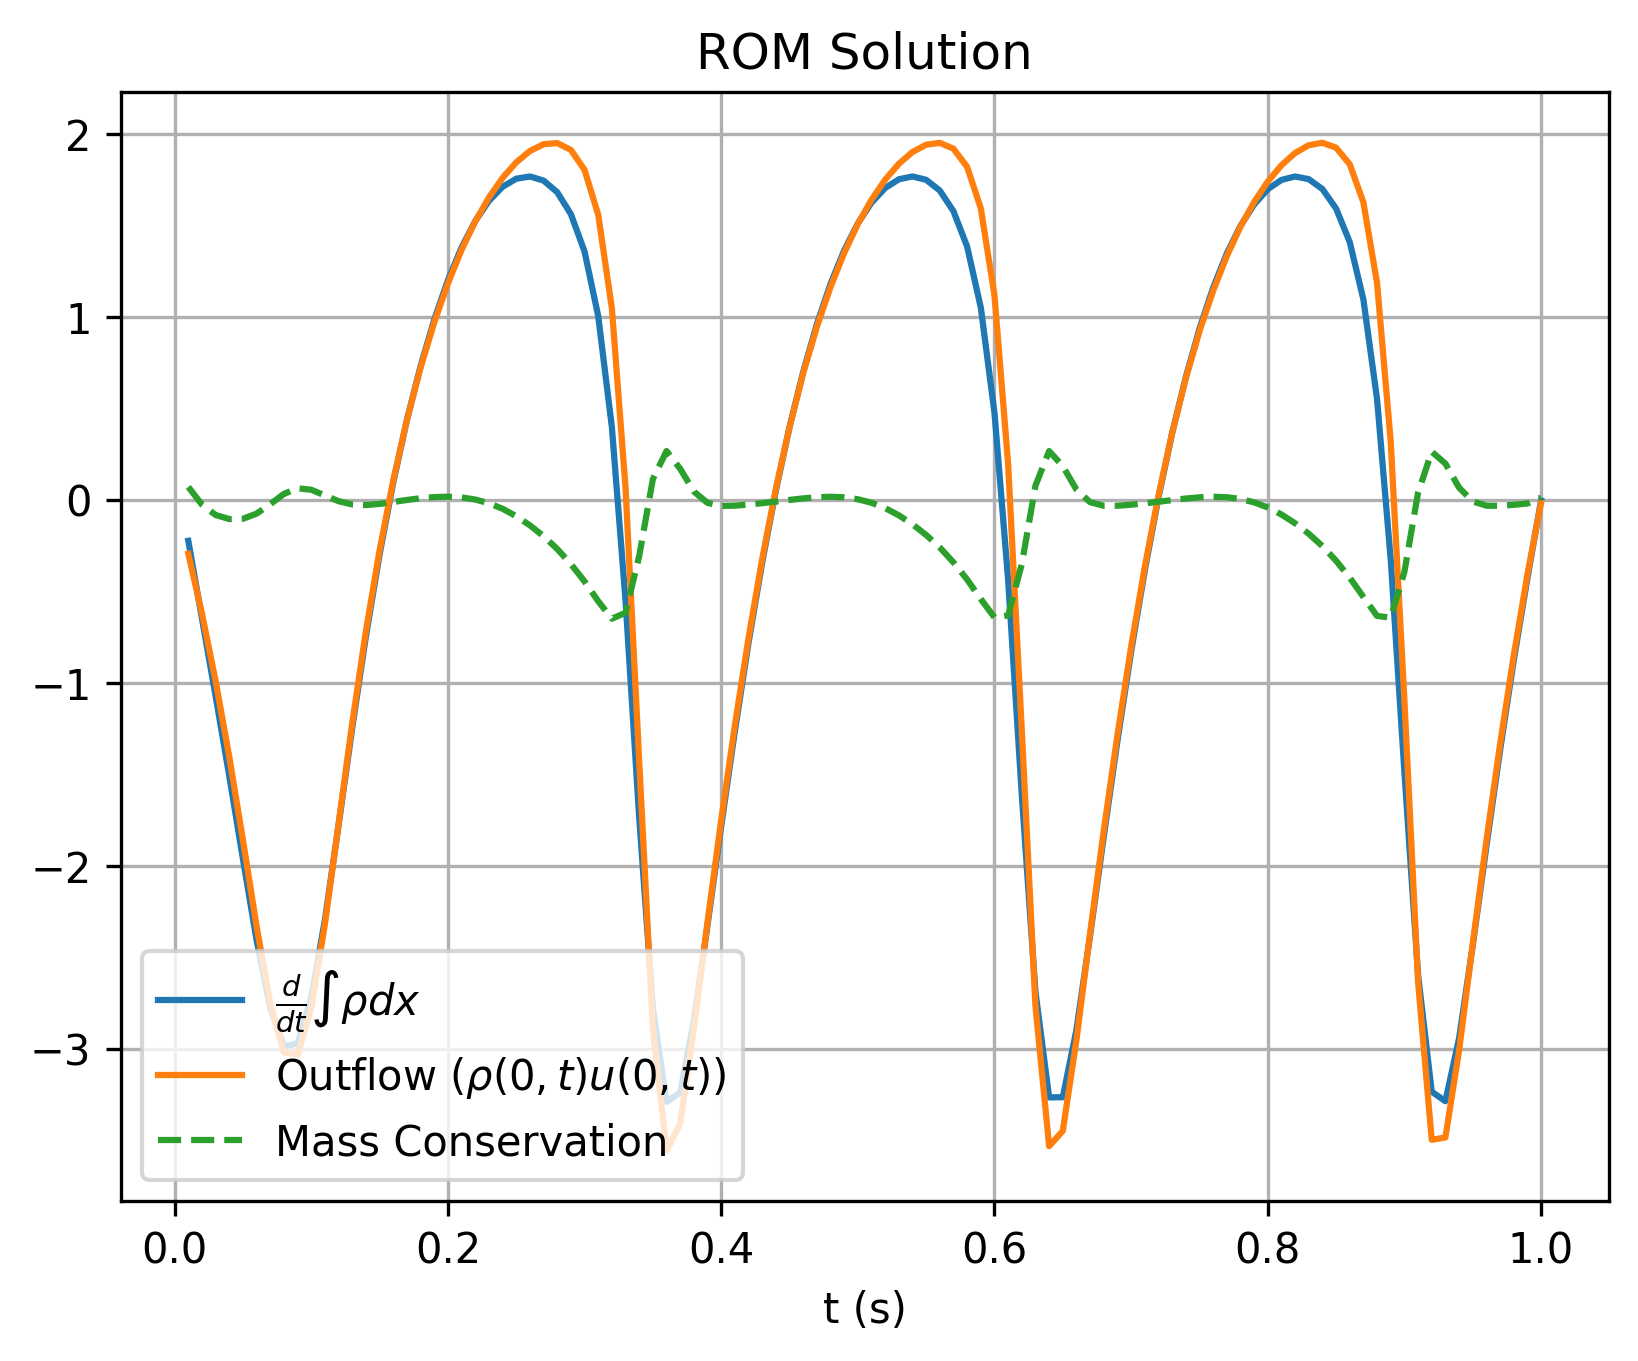 ROM Solution
2
1
0
−1
−2
−3
d/dt ∫ρdx
Outflow (ρ(0, t)u(0, t))
Mass Conservation
0.0 0.2 0.4 0.6 0.8 1.0
t (s)